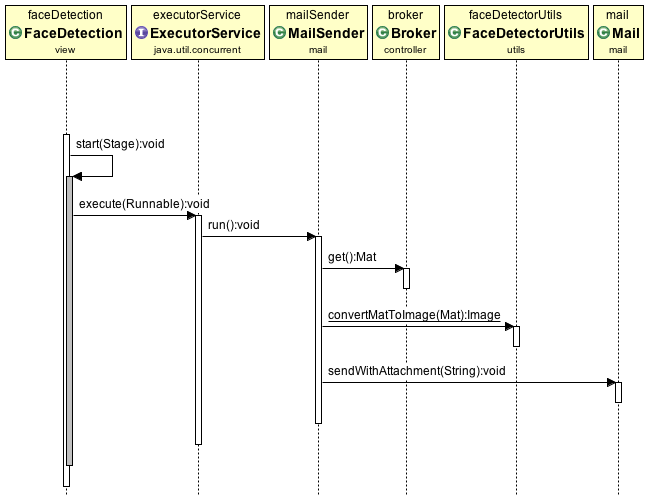 faceDetection executorService mailSender broker faceDetectorUtils mail
C FaceDetection I ExecutorService C MailSender C Broker C FaceDetectorUtils C Mail
view java.util.concurrent mail controller utils mail
start(Stage):void
execute(Runnable):void
run():void
get():Mat
convertMatToImage(Mat):Image
sendWithAttachment(String):void